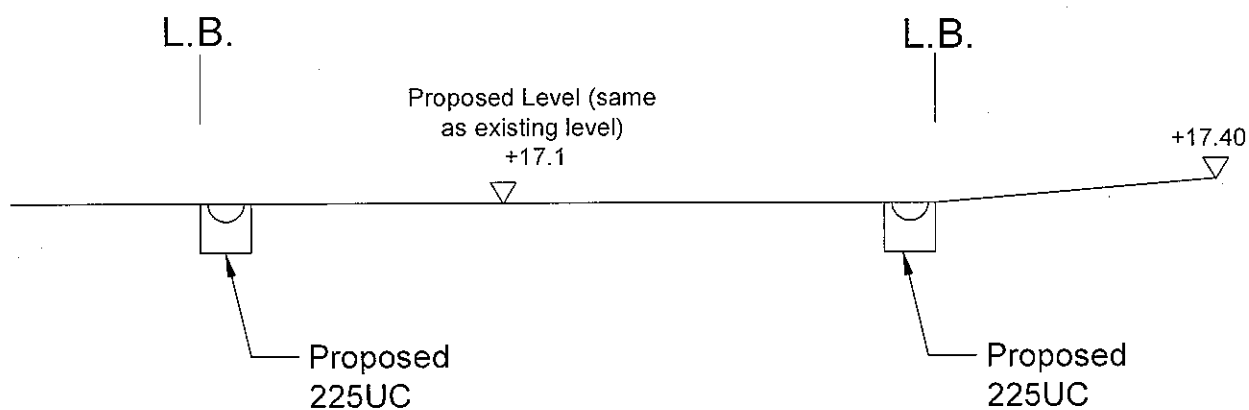 L.B.
L.B.
Proposed Level (same
as existing level)
+17.1
+17.40
Proposed
225UC
Proposed
225UC